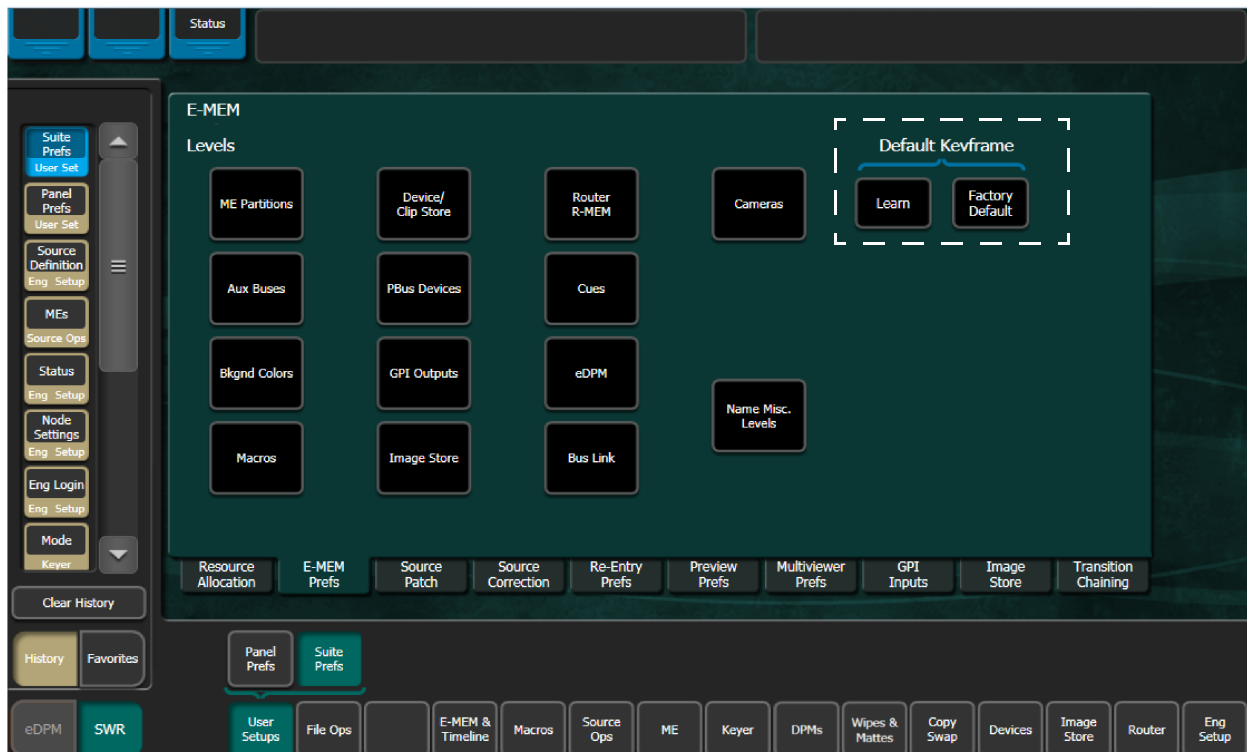 Status
E-MEM
Levels
Default Keyframe
ME Partitions
Device/
Clip Store
Router
R-MEM
Cameras
Learn
Factory
Default
Aux Buses
PBus Devices
Cues
Bkgnd Colors
GPI Outputs
eDPM
Name Misc.
Levels
Macros
Image Store
Bus Link
Suite
Prefs
User Set
Panel
Prefs
User Set
Source
Definition
Eng Setup
MEs
Source Ops
Status
Eng Setup
Node
Settings
Eng Setup
Eng Login
Eng Setup
Mode
Keyer
Clear History
History
Favorites
Resource
Allocation
E-MEM
Prefs
Source
Patch
Source
Correction
Re-Entry
Prefs
Preview
Prefs
Multiviewer
Prefs
GPI
Inputs
Image
Store
Transition
Chaining
Panel
Prefs
Suite
Prefs
eDPM
SWR
User
Setups
File Ops
E-MEM &
Timeline
Macros
Source
Ops
ME
Keyer
DPMs
Wipes &
Mattes
Copy
Swap
Devices
Image
Store
Router
Eng
Setup